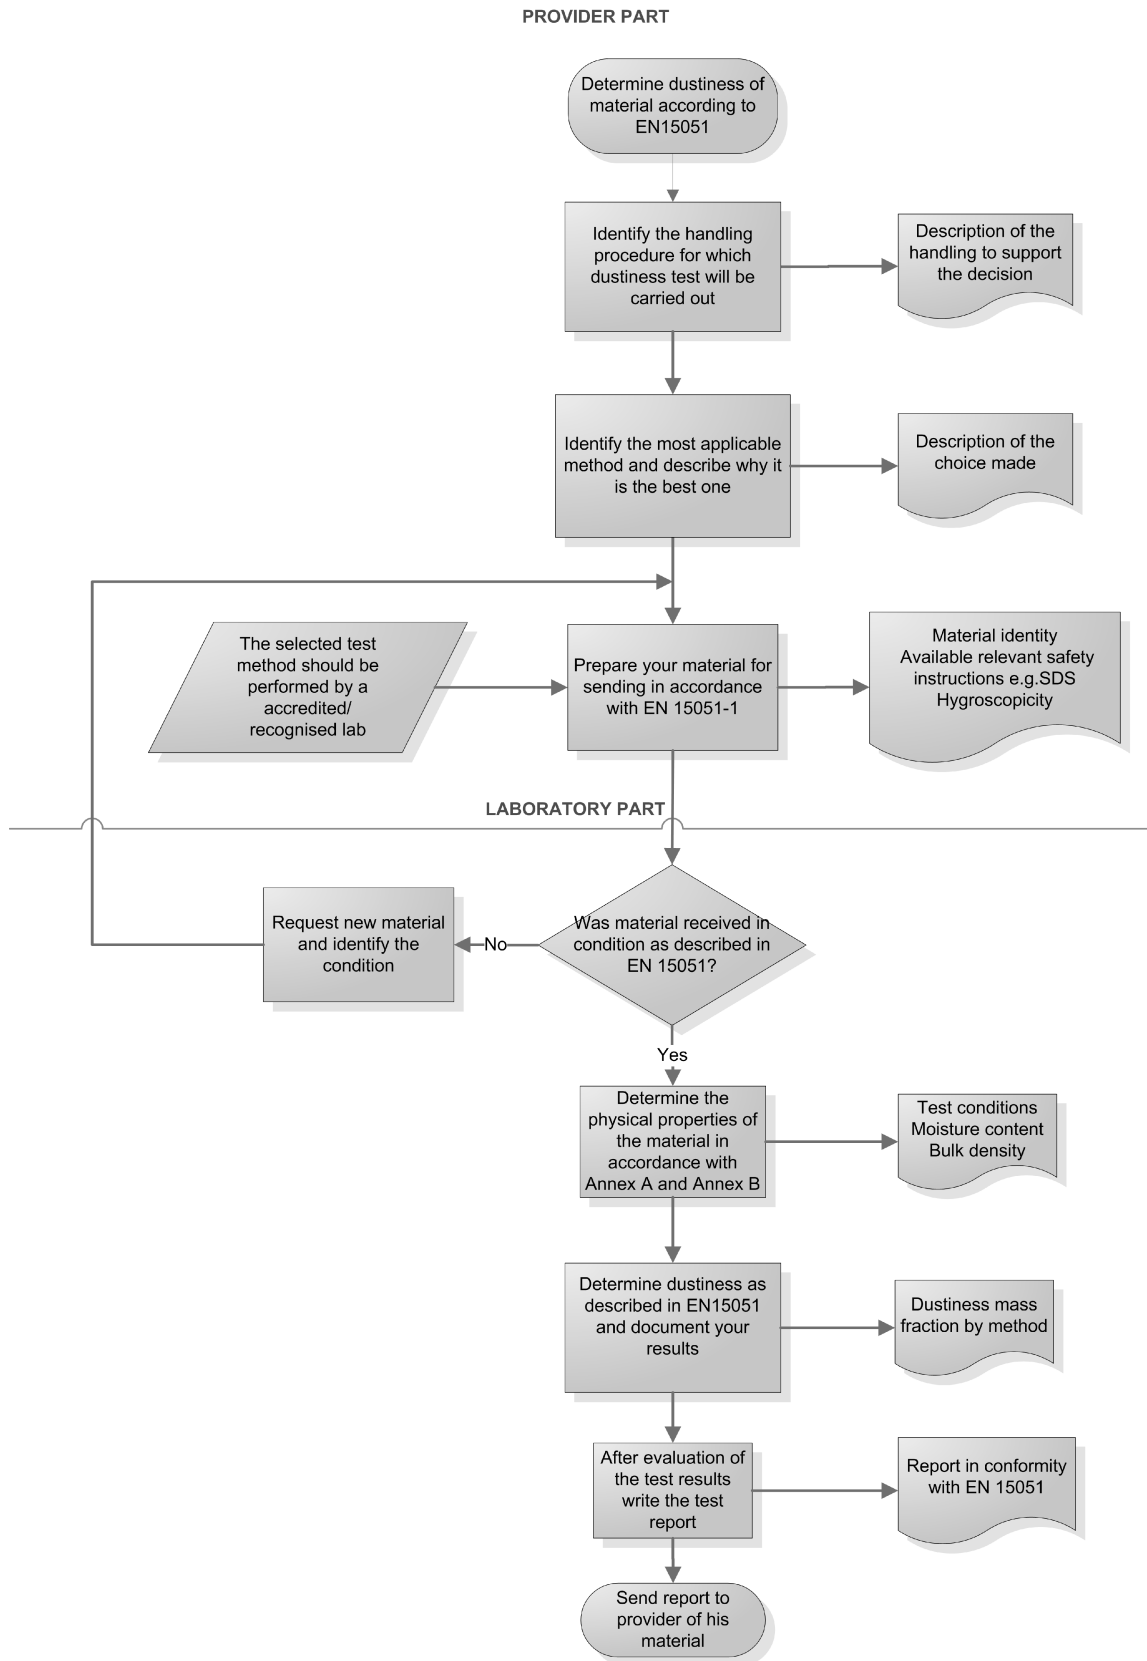 PROVIDER PART
Determine dustiness of
material according to
EN15051
Identify the handling
procedure for which
dustiness test will be
carried out
Description of the
handling to support
the decision
Identify the most applicable
method and describe why it
is the best one
Description of the
choice made
The selected test
method should be
performed by a
accredited/
recognised lab
Prepare your material for
sending in accordance
with EN 15051-1
Material identity
Available relevant safety
instructions e.g.SDS
Hygroscopicity
LABORATORY PART
Request new material
and identify the
condition
No
Was material received in
condition as described in
EN 15051?
Yes
Determine the
physical properties of
the material in
accordance with
Annex A and Annex B
Test conditions
Moisture content
Bulk density
Determine dustiness as
described in EN15051
and document your
results
Dustiness mass
fraction by method
After evaluation of
the test results
write the test
report
Report in conformity
with EN 15051
Send report to
provider of his
material